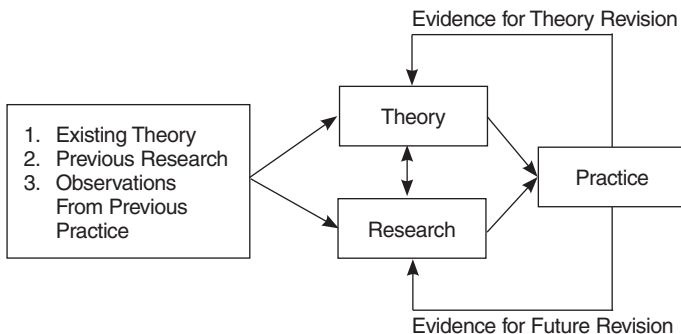 Evidence for Theory Revision
Theory
1. Existing Theory
2. Previous Research
3. Observations
From Previous
Practice
Practice
Research
Evidence for Future Revision